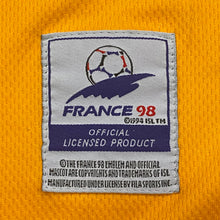 FRANCE 98
©1994 ISL TM
OFFICIAL
LICENSED PRODUCT
©THE FRANCE 98 EMBLEM AND OFFICIAL
MASCOT ARE COPYRIGHTS AND TRADEMARKS OF ISL
MANUFACTURED UNDER LICENSE BY FILA SPORTS INC.